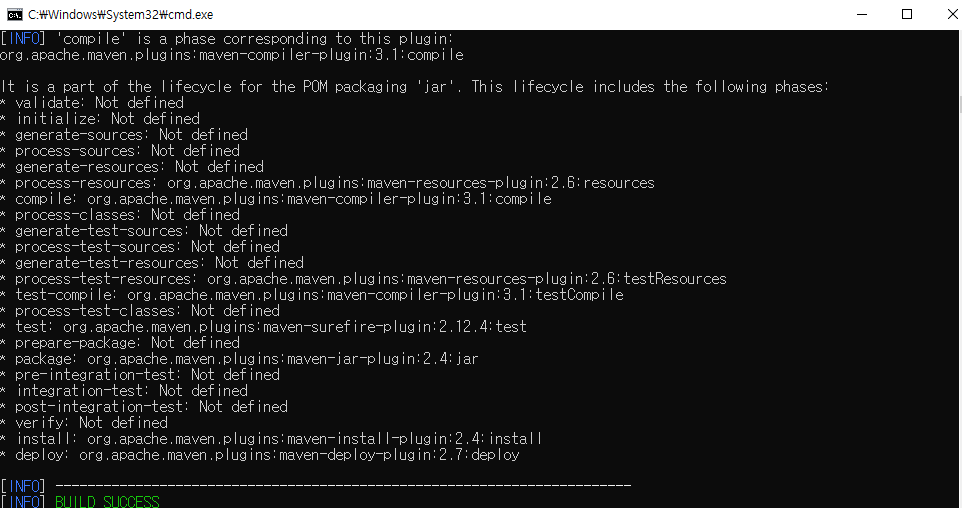 C:₩Windows₩System32₩cmd.exe
[INFO] 'compile' is a phase corresponding to this plugin:
org.apache.maven.plugins:maven-compiler-plugin:3.1:compile
It is a part of the lifecycle for the POM packaging 'jar'. This lifecycle includes the following phases:
* validate: Not defined
* initialize: Not defined
* generate-sources: Not defined
* process-sources: Not defined
* generate-resources: Not defined
* process-resources: org.apache.maven.plugins:maven-resources-plugin:2.6:resources
* compile: org.apache.maven.plugins:maven-compiler-plugin:3.1:compile
* process-classes: Not defined
* generate-test-sources: Not defined
* process-test-sources: Not defined
* generate-test-resources: Not defined
* process-test-resources: org.apache.maven.plugins:maven-resources-plugin:2.6:testResources
* test-compile: org.apache.maven.plugins:maven-compiler-plugin:3.1:testCompile
* process-test-classes: Not defined
* test: org.apache.maven.plugins:maven-surefire-plugin:2.12.4:test
* prepare-package: Not defined
* package: org.apache.maven.plugins:maven-jar-plugin:2.4:jar
* pre-integration-test: Not defined
* integration-test: Not defined
* post-integration-test: Not defined
* verify: Not defined
* install: org.apache.maven.plugins:maven-install-plugin:2.4:install
* deploy: org.apache.maven.plugins:maven-deploy-plugin:2.7:deploy
[INFO] ------------------------------------------------------------------------
[INFO] BUILD SUCCESS